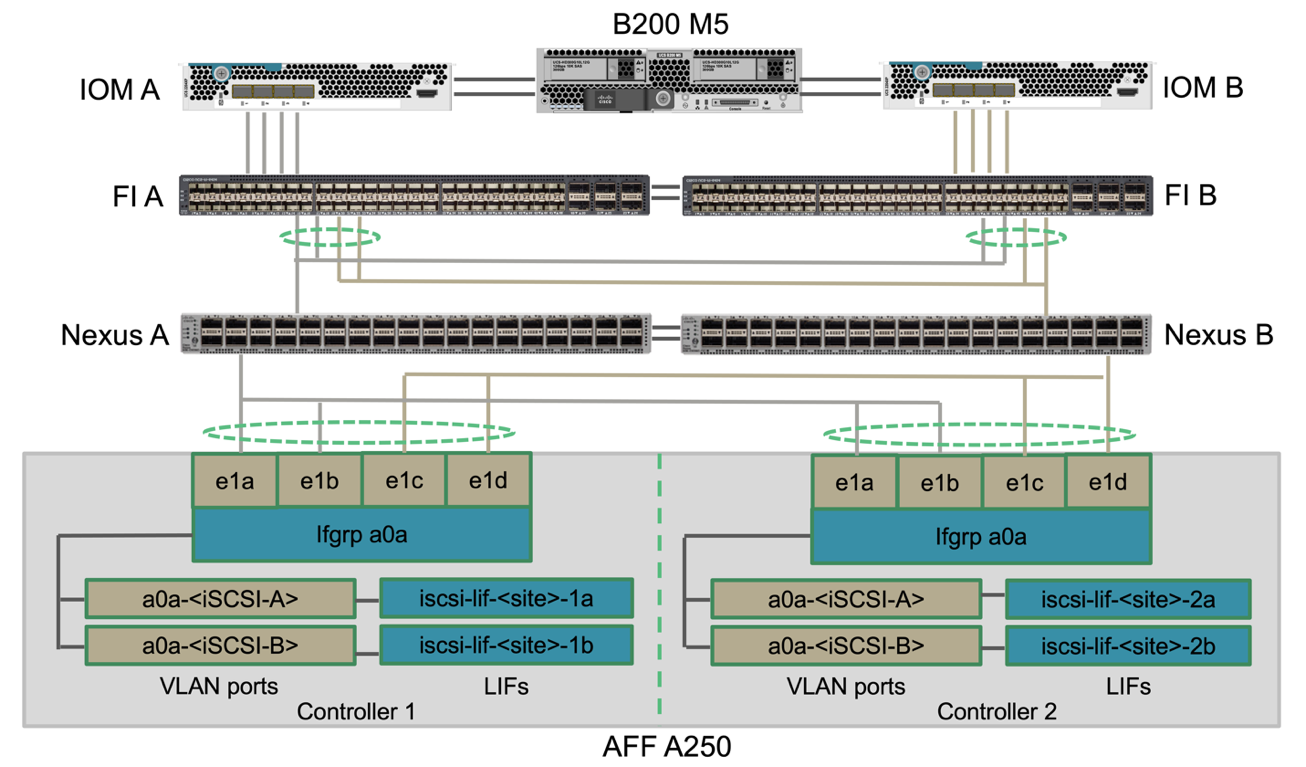 B200 M5
IOM A
IOM B
FI A
FI B
Nexus A
Nexus B
e1a e1b e1c e1d
e1a e1b e1c e1d
Ifgrp a0a
Ifgrp a0a
a0a-<iSCSI-A> iscsi-lif-<site>-1a
a0a-<iSCSI-A> iscsi-lif-<site>-2a
a0a-<iSCSI-B> iscsi-lif-<site>-1b
a0a-<iSCSI-B> iscsi-lif-<site>-2b
VLAN ports LIFs
VLAN ports LIFs
Controller 1
Controller 2
AFF A250